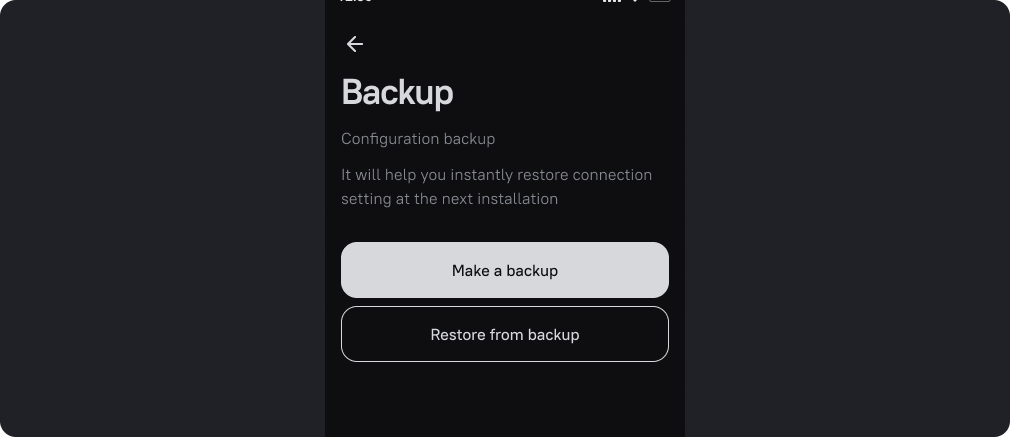 Backup
Configuration backup
It will help you instantly restore connection
setting at the next installation
Make a backup
Restore from backup